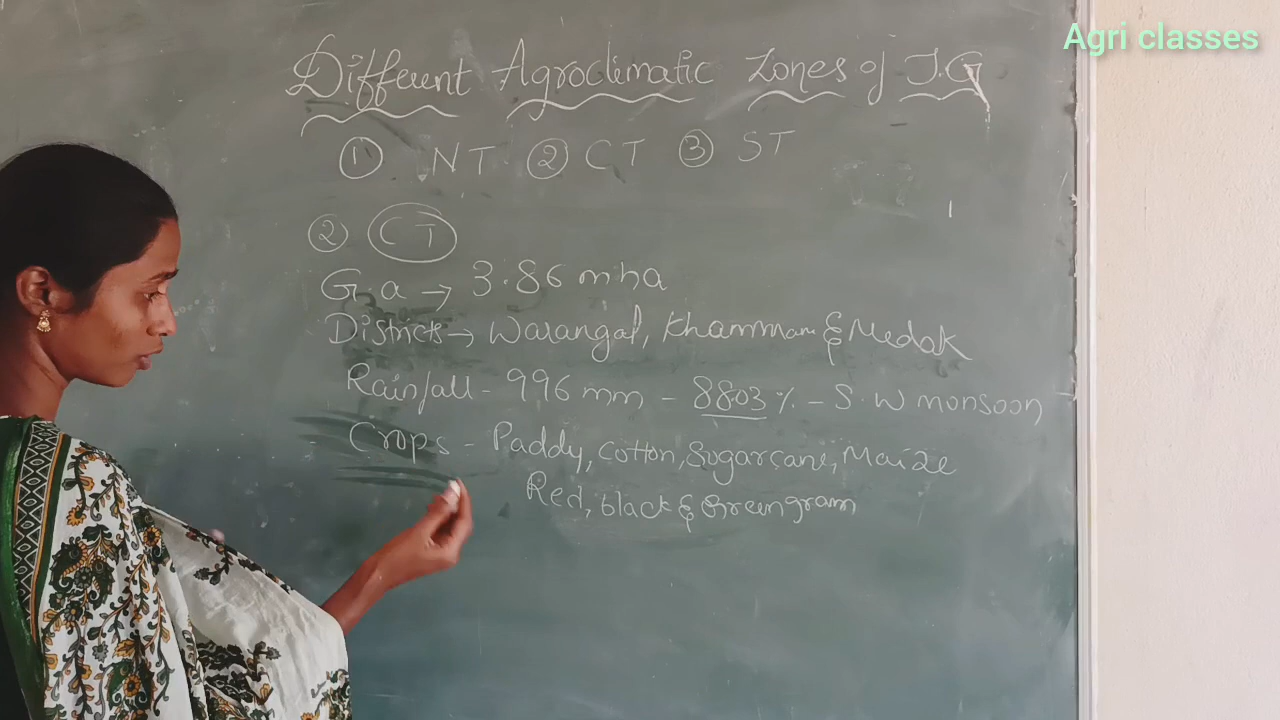 Agri classes
Different Agroclimatic Zones of T.G
① NT ② CT ③ ST
② CT
G.a → 3.86 mha
Districts → Warangal, Khammam & Medak
Rainfall - 996 mm - 8803 % - S.W monsoon
Crops - Paddy, Cotton, Sugarcane, Maize
Red, black & Greengram